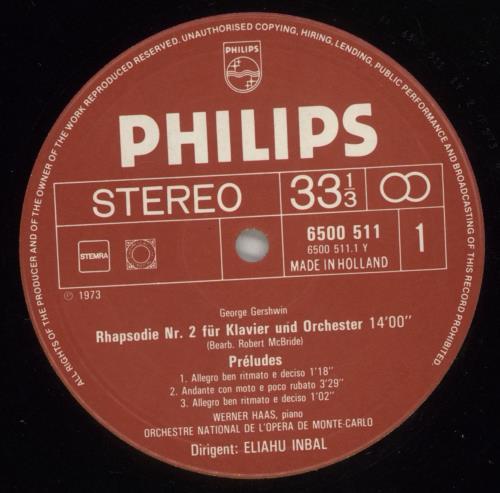 ALL RIGHTS OF THE PRODUCER AND OF THE OWNER OF THE WORK REPRODUCED RESERVED. UNAUTHORISED COPYING, HIRING, LENDING, PUBLIC PERFORMANCE AND BROADCASTING OF THIS RECORD PROHIBITED.
PHILIPS
PHILIPS
STEREO
33 1/3
STEMRA
6500 511
6500 511.1 Y
MADE IN HOLLAND
1
℗ 1973
George Gershwin
Rhapsodie Nr. 2 für Klavier und Orchester 14'00"
(Bearb. Robert McBride)
Préludes
1. Allegro ben ritmato e deciso 1'18"
2. Andante con moto e poco rubato 3'29"
3. Allegro ben ritmato e deciso 1'02"
WERNER HAAS, piano
ORCHESTRE NATIONAL DE L'OPERA DE MONTE-CARLO
Dirigent: ELIAHU INBAL